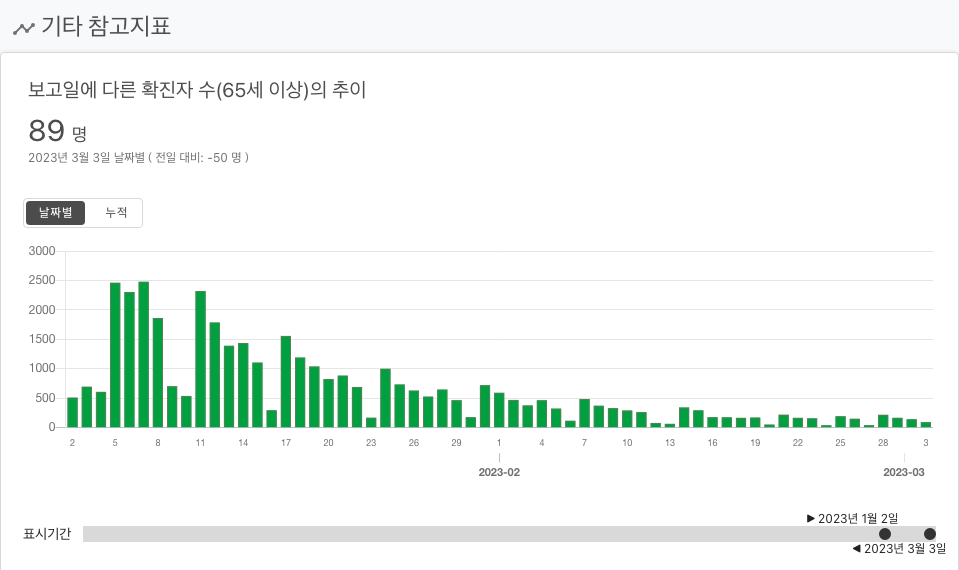 기타 참고지표
보고일에 다른 확진자 수(65세 이상)의 추이
89 명
2023년 3월 3일 날짜별 ( 전일 대비: -50 명 )
날짜별 누적
3000
2500
2000
1500
1000
500
0
2 5 8 11 14 17 20 23 26 29 1 4 7 10 13 16 19 22 25 28 3
2023-02 2023-03
▶ 2023년 1월 2일
표시기간
◀ 2023년 3월 3일